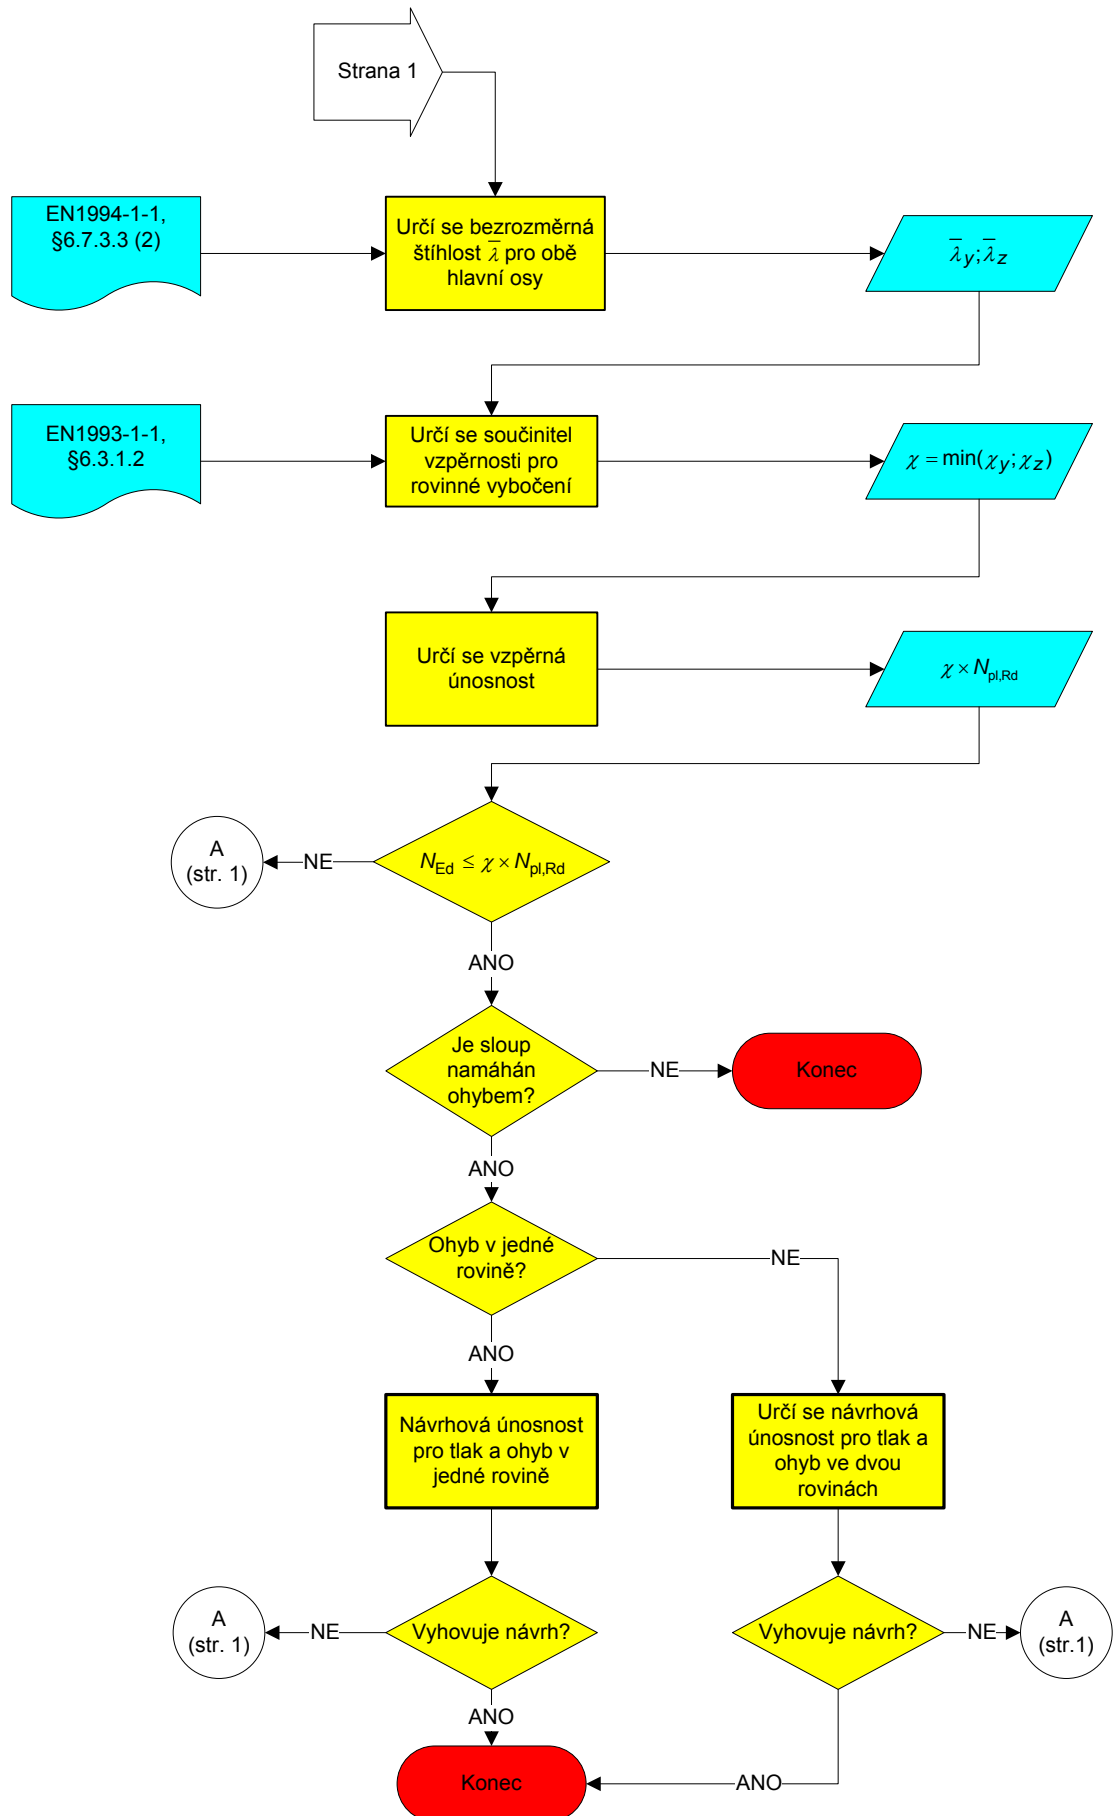 Strana 1
EN1994-1-1,
§6.7.3.3 (2)
Určí se bezrozměrná
štíhlost λ̅ pro obě
hlavní osy
λ̅y; λ̅z
EN1993-1-1,
§6.3.1.2
Určí se součinitel
vzpěrnosti pro
rovinné vybočení
χ = min(χy; χz)
Určí se vzpěrná
únosnost
χ × Npl,Rd
A
(str. 1)
NE
NEd ≤ χ × Npl,Rd
ANO
Je sloup
namáhán
ohybem?
NE
Konec
ANO
Ohyb v jedné
rovině?
NE
ANO
Návrhová únosnost
pro tlak a ohyb v
jedné rovině
Určí se návrhová
únosnost pro tlak a
ohyb ve dvou
rovinách
A
(str. 1)
NE
Vyhovuje návrh?
Vyhovuje návrh?
NE
A
(str.1)
ANO
Konec
ANO